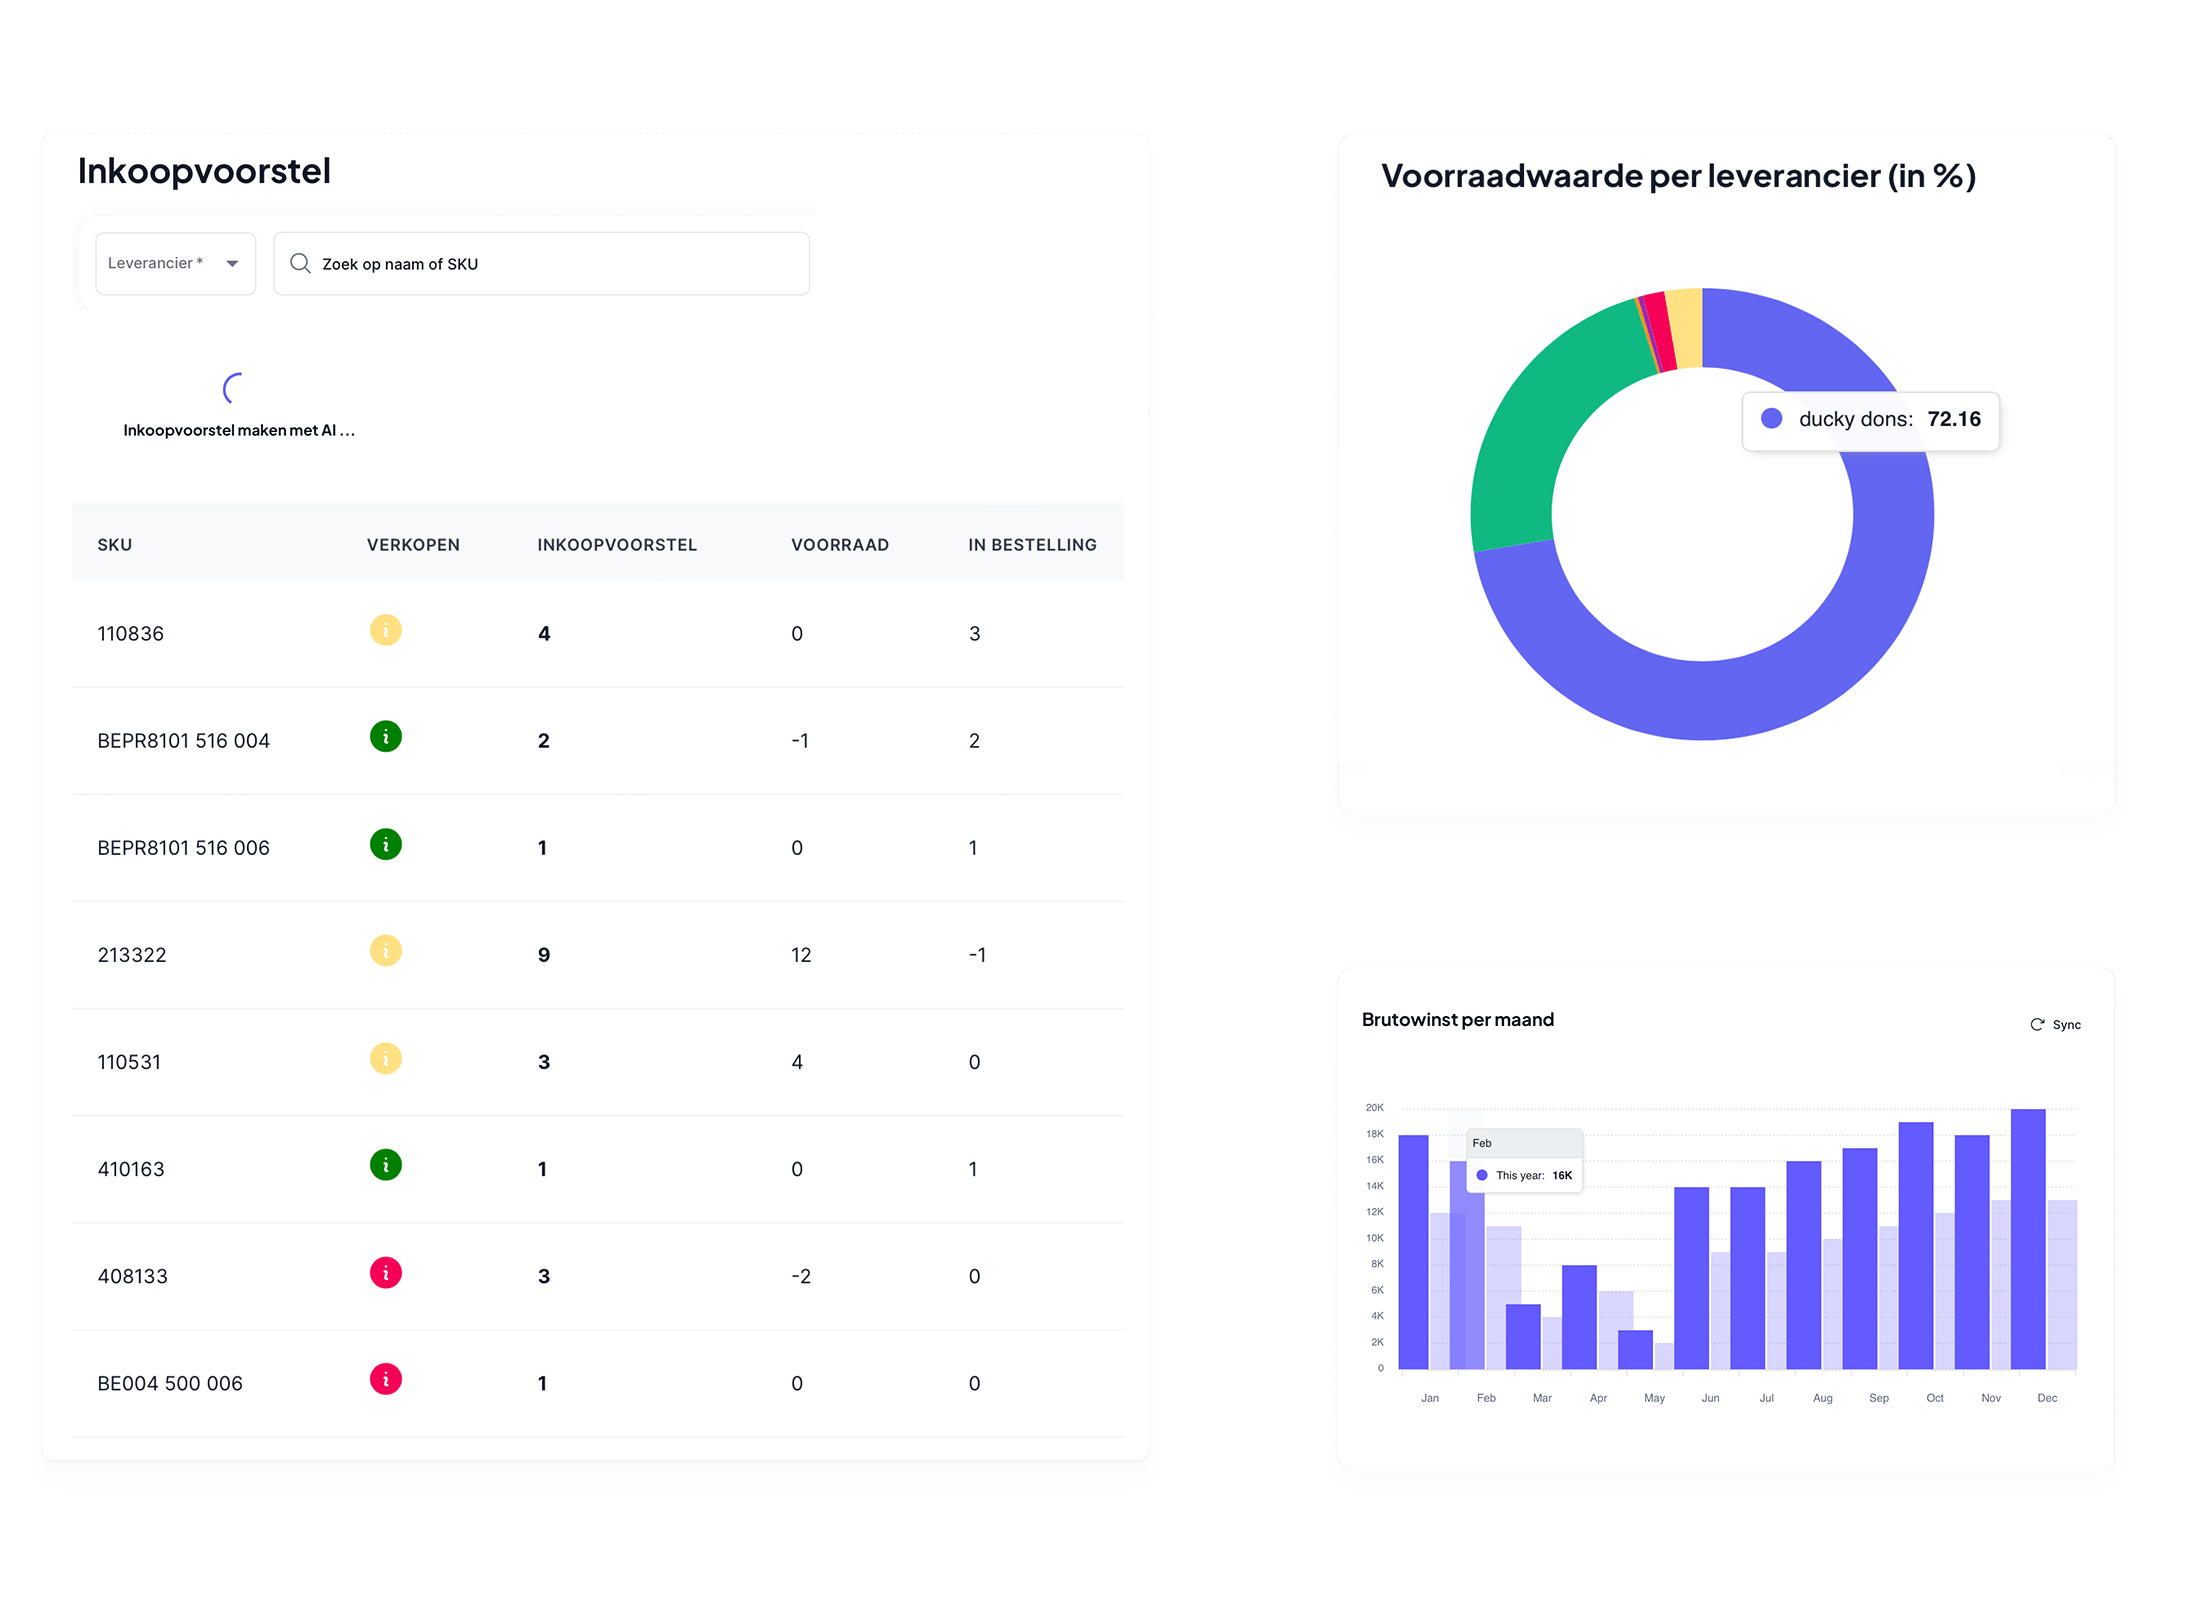 Inkoopvoorstel
Leverancier *
Zoek op naam of SKU
Inkoopvoorstel maken met AI ...
SKU VERKOPEN INKOOPVOORSTEL VOORRAAD IN BESTELLING
110836 i 4 0 3
BEPR8101 516 004 i 2 -1 2
BEPR8101 516 006 i 1 0 1
213322 i 9 12 -1
110531 i 3 4 0
410163 i 1 0 1
408133 i 3 -2 0
BE004 500 006 i 1 0 0
Voorraadwaarde per leverancier (in %)
ducky dons: 72.16
Brutowinst per maand
Sync
20K
18K
16K
14K
12K
10K
8K
6K
4K
2K
0
Feb
This year: 16K
Jan Feb Mar Apr May Jun Jul Aug Sep Oct Nov Dec